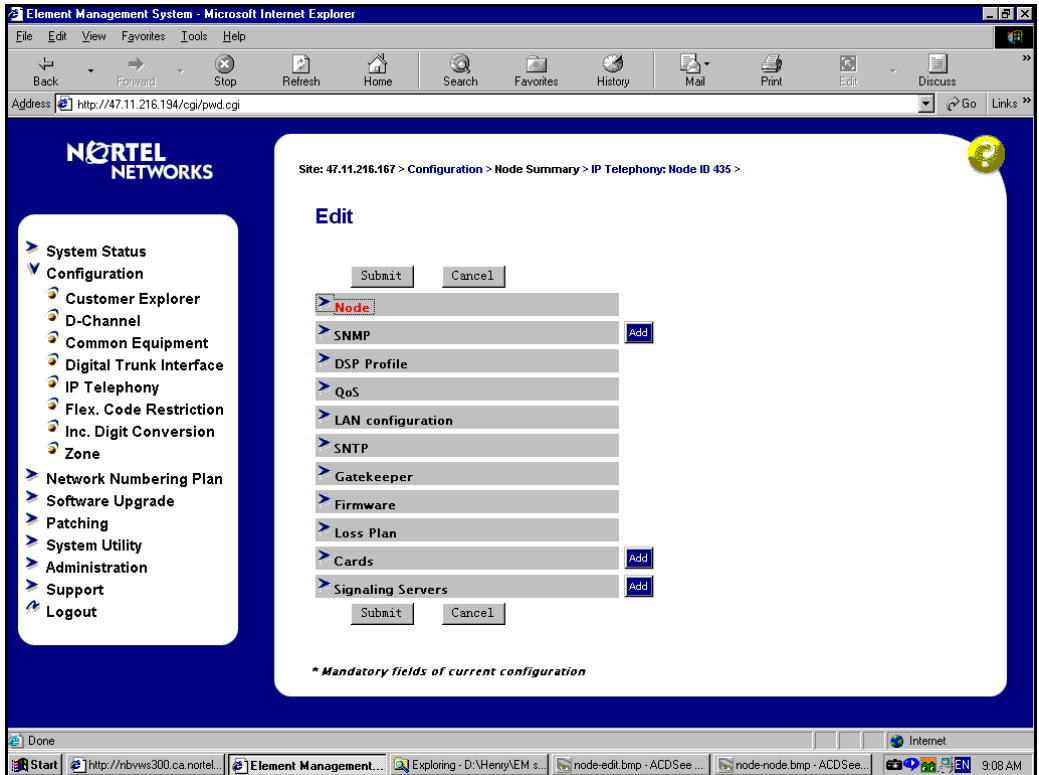 Element Management System - Microsoft Internet Explorer
File Edit View Favorites Tools Help
Back Forward Stop Refresh Home Search Favorites History Mail Print Edit Discuss
Address http://47.11.216.194/cgi/pwd.cgi Go Links »
NORTEL
NETWORKS
Site: 47.11.216.167 > Configuration > Node Summary > IP Telephony: Node ID 435 >
Edit
System Status
Configuration
Customer Explorer
D-Channel
Common Equipment
Digital Trunk Interface
IP Telephony
Flex. Code Restriction
Inc. Digit Conversion
Zone
Network Numbering Plan
Software Upgrade
Patching
System Utility
Administration
Support
Logout
Submit Cancel
Node
SNMP Add
DSP Profile
QoS
LAN configuration
SNTP
Gatekeeper
Firmware
Loss Plan
Cards Add
Signaling Servers Add
Submit Cancel
* Mandatory fields of current configuration
Done Internet
Start http://nbvws300.ca.nortel... Element Management... Exploring - D:\Henry\EM s... node-edit.bmp - ACDSee ... node-node.bmp - ACDSee... EN 9:08 AM